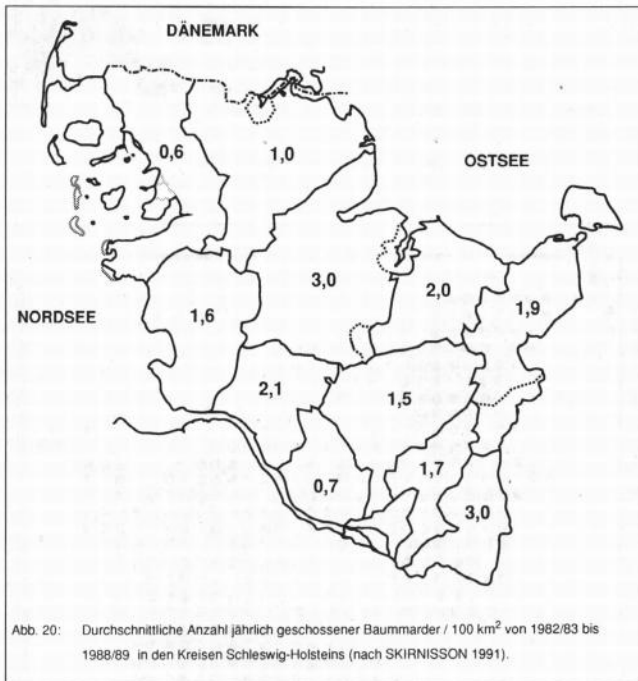 DÄNEMARK
0,6
1,0
OSTSEE
3,0
2,0
1,9
NORDSEE
1,6
2,1
1,5
0,7
1,7
3,0
Abb. 20: Durchschnittliche Anzahl jährlich geschossener Baummarder / 100 km² von 1982/83 bis
1988/89 in den Kreisen Schleswig-Holsteins (nach SKIRNISSON 1991).